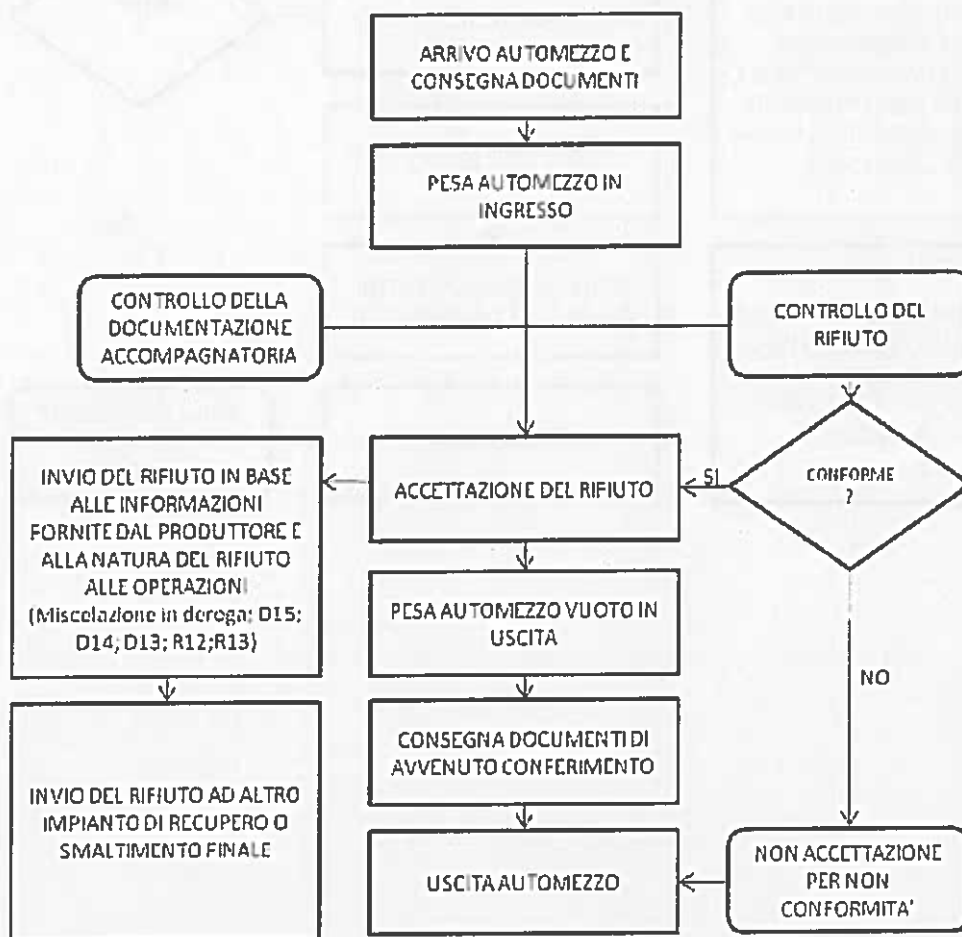 ARRIVO AUTOMEZZO E
CONSEGNA DOCUMENTI
PESA AUTOMEZZO IN
INGRESSO
CONTROLLO DELLA
DOCUMENTAZIONE
ACCOMPAGNATORIA
CONTROLLO DEL
RIFIUTO
INVIO DEL RIFIUTO IN BASE
ALLE INFORMAZIONI
FORNITE DAL PRODUTTORE E
ALLA NATURA DEL RIFIUTO
ALLE OPERAZIONI
(Miscelazione in deroga; D15;
D14; D13; R12;R13)
ACCETTAZIONE DEL RIFIUTO
SI
CONFORME
?
PESA AUTOMEZZO VUOTO IN
USCITA
NO
CONSEGNA DOCUMENTI DI
AVVENUTO CONFERIMENTO
INVIO DEL RIFIUTO AD ALTRO
IMPIANTO DI RECUPERO O
SMALTIMENTO FINALE
USCITA AUTOMEZZO
NON ACCETTAZIONE
PER NON
CONFORMITA'